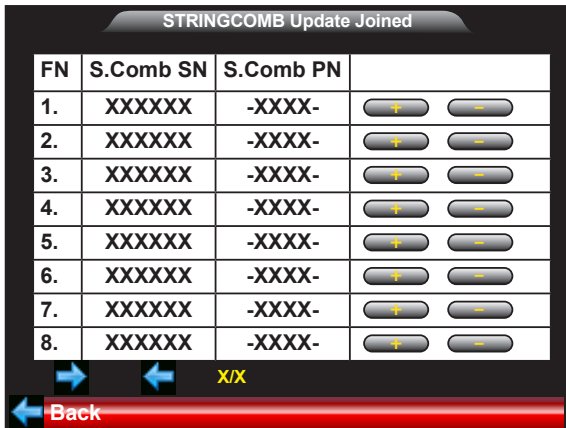 STRINGCOMB Update Joined
FN S.Comb SN S.Comb PN
1. XXXXXX -XXXX- + –
2. XXXXXX -XXXX- + –
3. XXXXXX -XXXX- + –
4. XXXXXX -XXXX- + –
5. XXXXXX -XXXX- + –
6. XXXXXX -XXXX- + –
7. XXXXXX -XXXX- + –
8. XXXXXX -XXXX- + –
X/X
Back